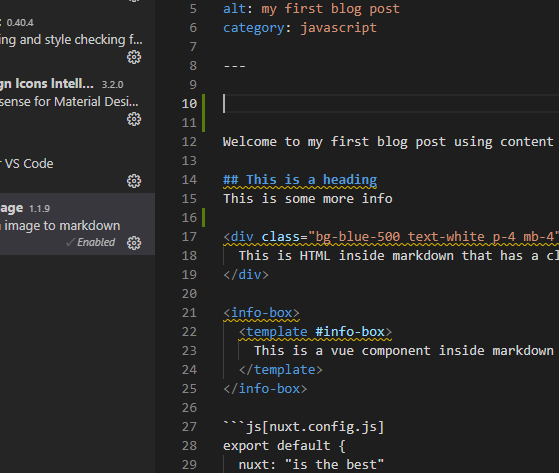 0.40.4
ing and style checking f...
gn Icons Intell... 3.2.0
sense for Material Desi...
r VS Code
age 1.1.9
image to markdown
✓ Enabled
5 alt: my first blog post
6 category: javascript
7
8 ---
9
10
11
12 Welcome to my first blog post using content
13
14 ## This is a heading
15 This is some more info
16
17 <div class="bg-blue-500 text-white p-4 mb-4"
18 This is HTML inside markdown that has a cl
19 </div>
20
21 <info-box>
22 <template #info-box>
23 This is a vue component inside markdown
24 </template>
25 </info-box>
26
27 ```js[nuxt.config.js]
28 export default {
29 nuxt: "is the best"